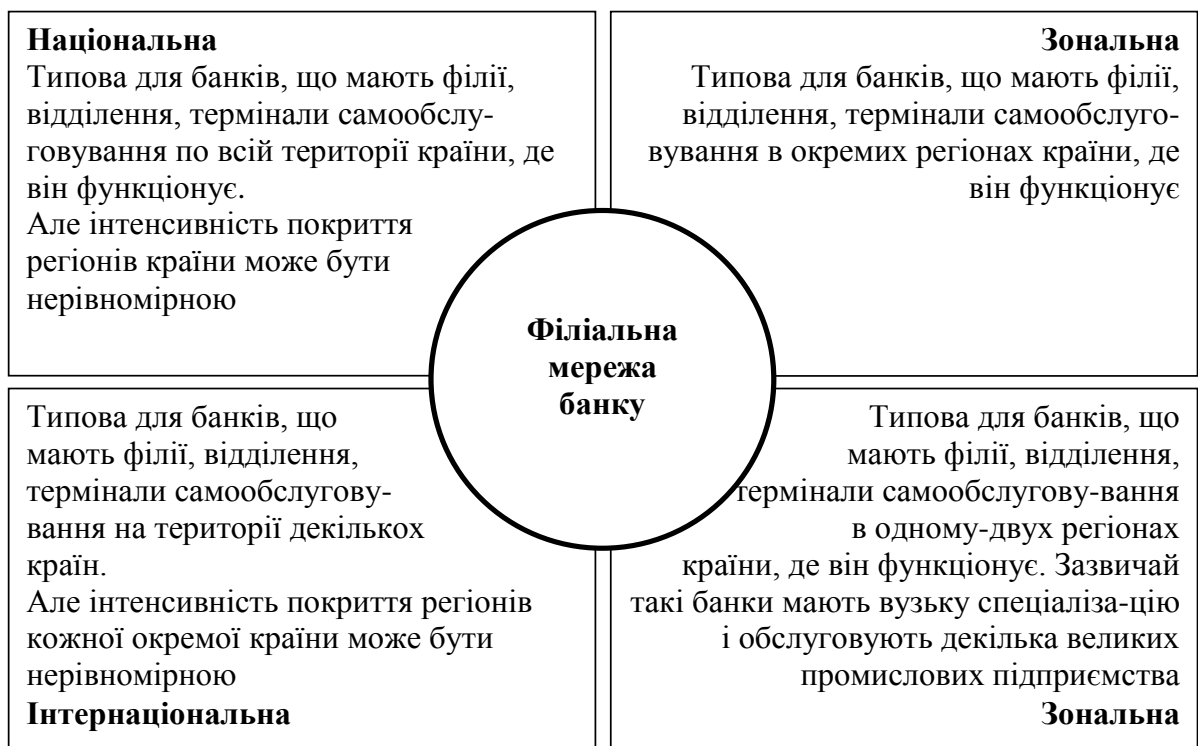 Національна
Типова для банків, що мають філії,
відділення, термінали самообслу-
говування по всій території країни, де
він функціонує.
Але інтенсивність покриття
регіонів країни може бути
нерівномірною
Зональна
Типова для банків, що мають філії,
відділення, термінали самообслуго-
вування в окремих регіонах країни, де
він функціонує
Філіальна
мережа
банку
Типова для банків, що
мають філії, відділення,
термінали самообслугову-
вання на території декількох
країн.
Але інтенсивність покриття регіонів
кожної окремої країни може бути
нерівномірною
Інтернаціональна
Типова для банків, що
мають філії, відділення,
термінали самообслугову-вання
в одному-двух регіонах
країни, де він функціонує. Зазвичай
такі банки мають вузьку спеціаліза-цію
і обслуговують декілька великих
промислових підприємства
Зональна